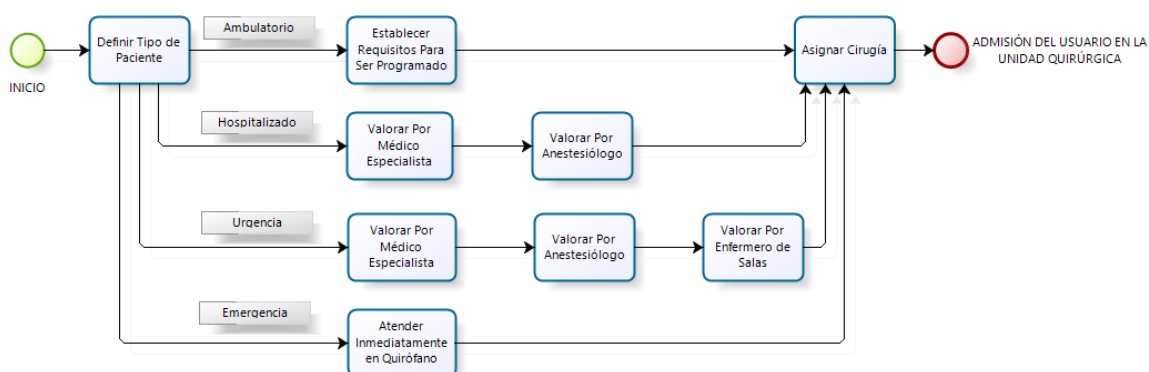 Ambulatorio
Definir Tipo de
Paciente
Establecer
Requisitos Para
Ser Programado
Asignar Cirugía
ADMISIÓN DEL USUARIO EN LA
UNIDAD QUIRÚRGICA
INICIO
Hospitalizado
Valorar Por
Médico
Especialista
Valorar Por
Anestesiólogo
Urgencia
Valorar Por
Médico
Especialista
Valorar Por
Anestesiólogo
Valorar Por
Enfermero de
Salas
Emergencia
Atender
Inmediatamente
en Quirófano